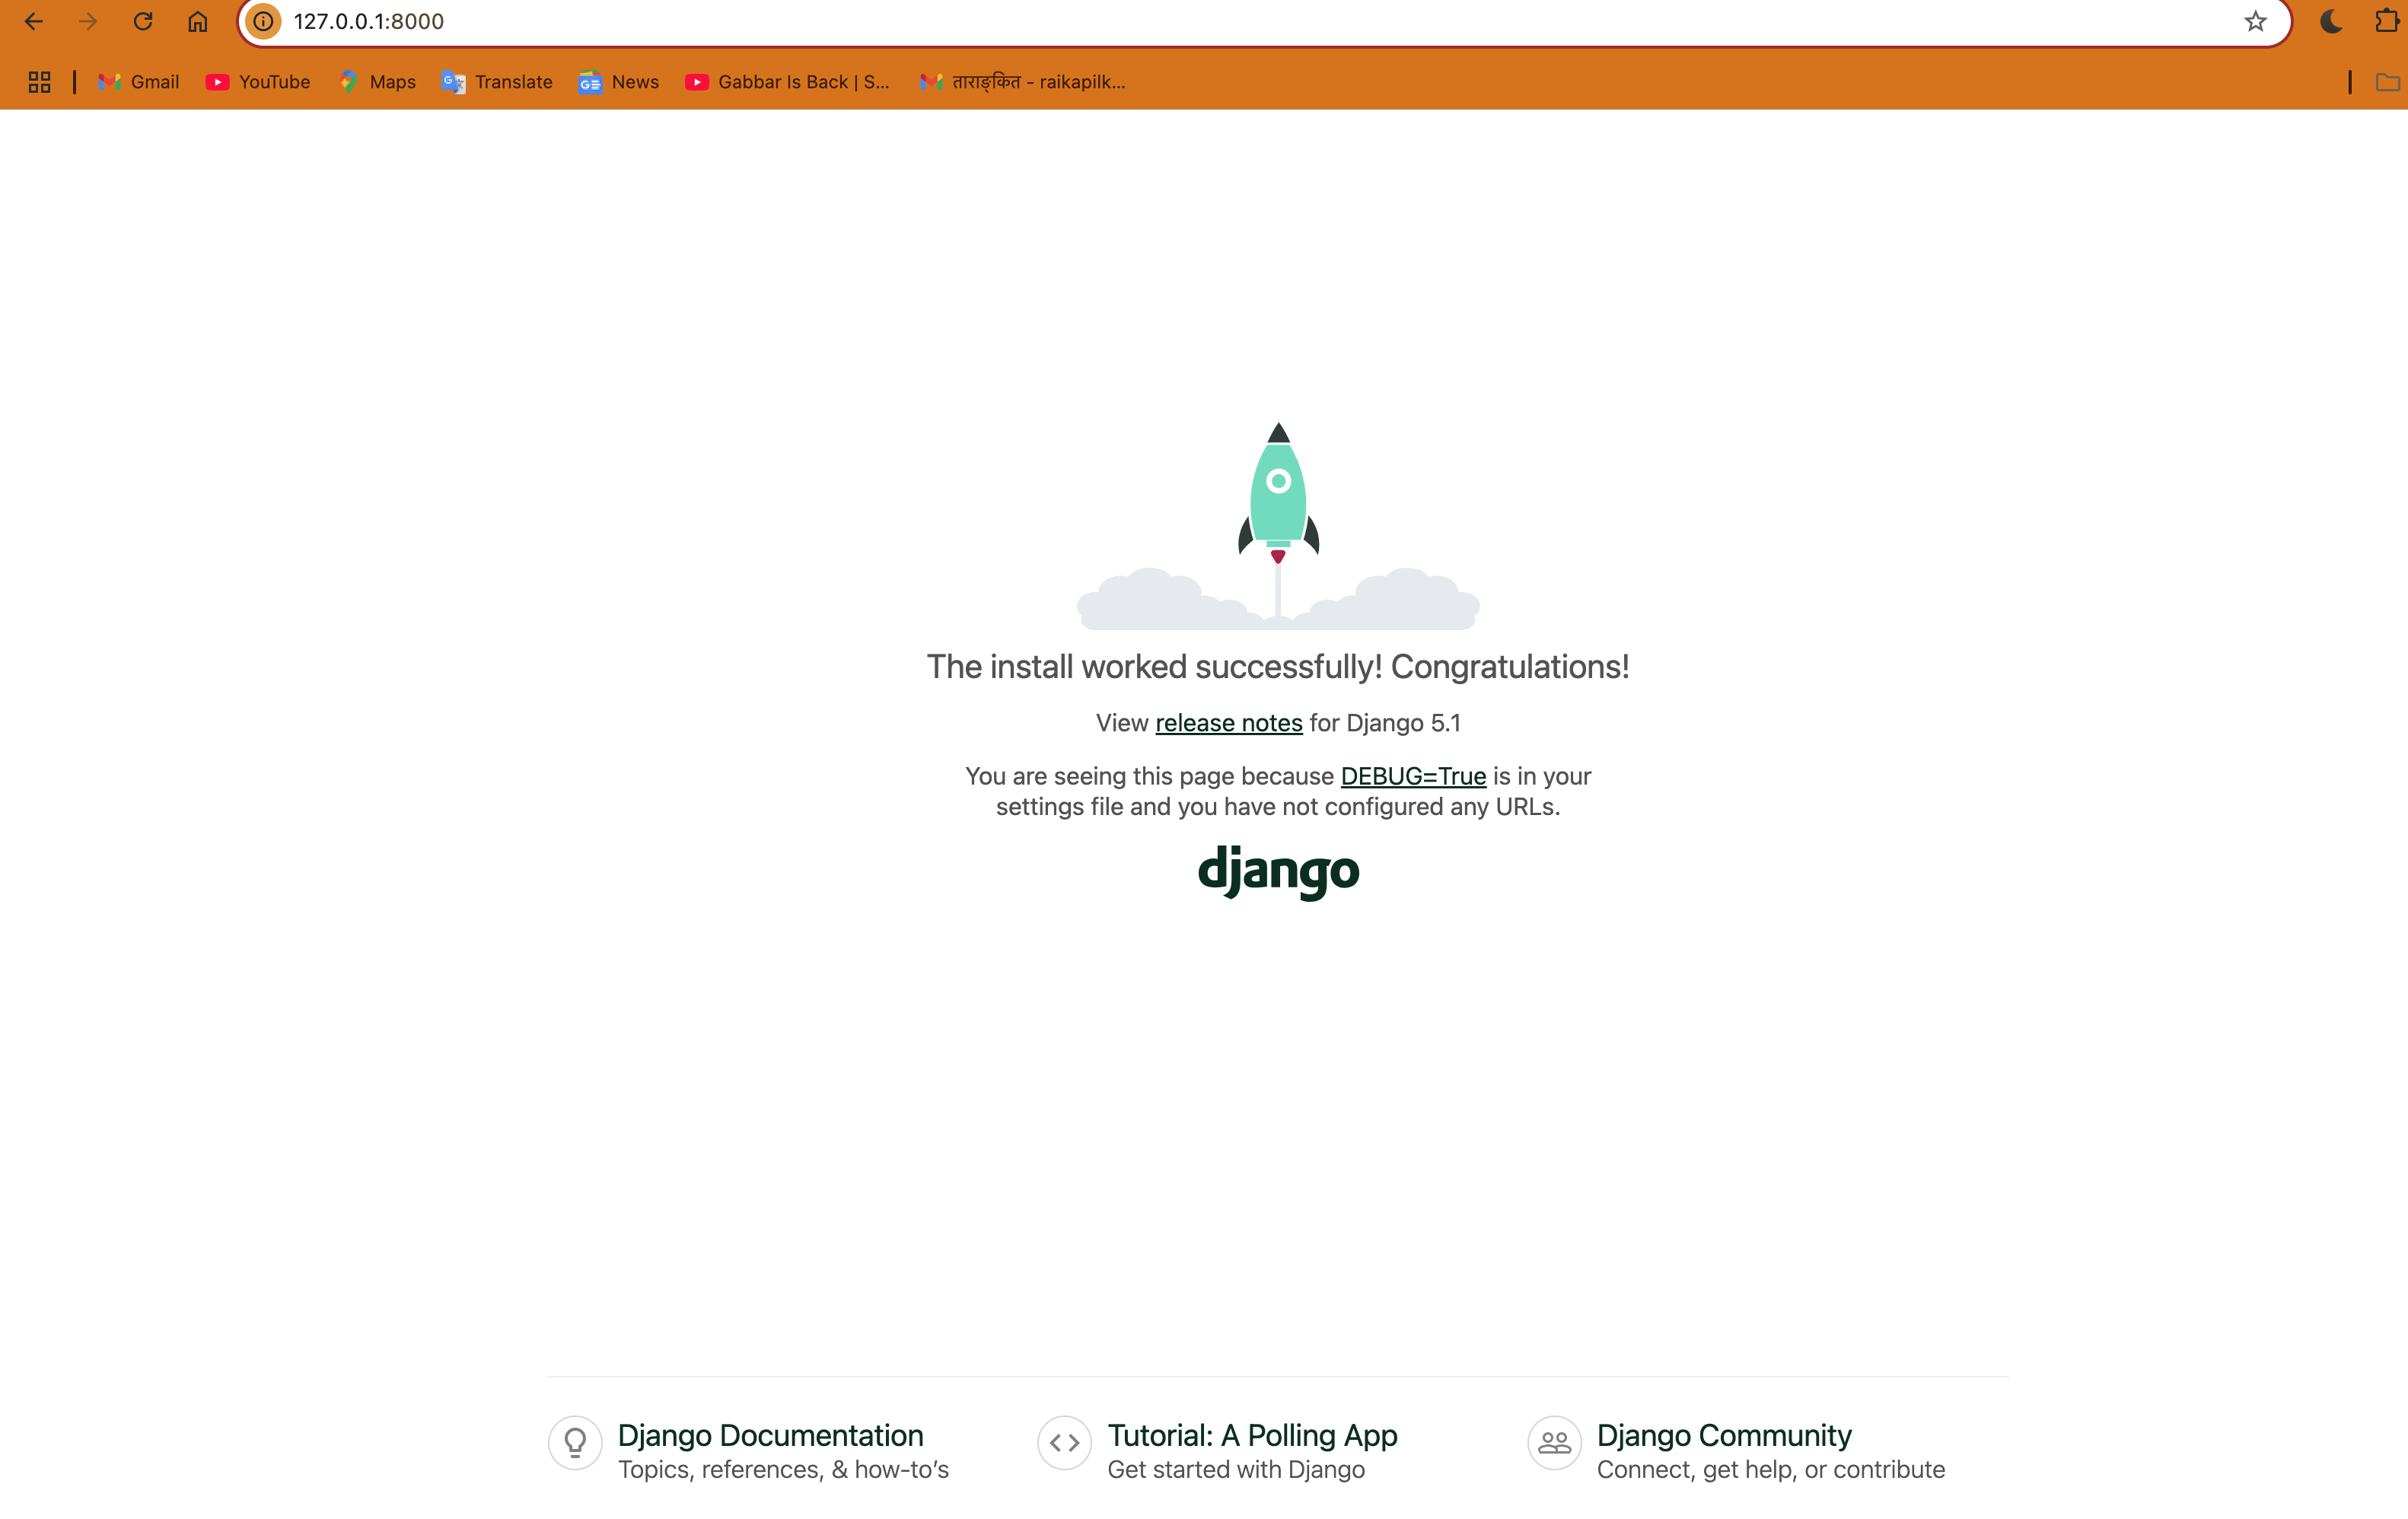 127.0.0.1:8000
Gmail YouTube Maps Translate News Gabbar Is Back | S... ताराङ्कित - raikapilk...
The install worked successfully! Congratulations!
View release notes for Django 5.1
You are seeing this page because DEBUG=True is in your
settings file and you have not configured any URLs.
django
Django Documentation
Topics, references, & how-to’s
Tutorial: A Polling App
Get started with Django
Django Community
Connect, get help, or contribute